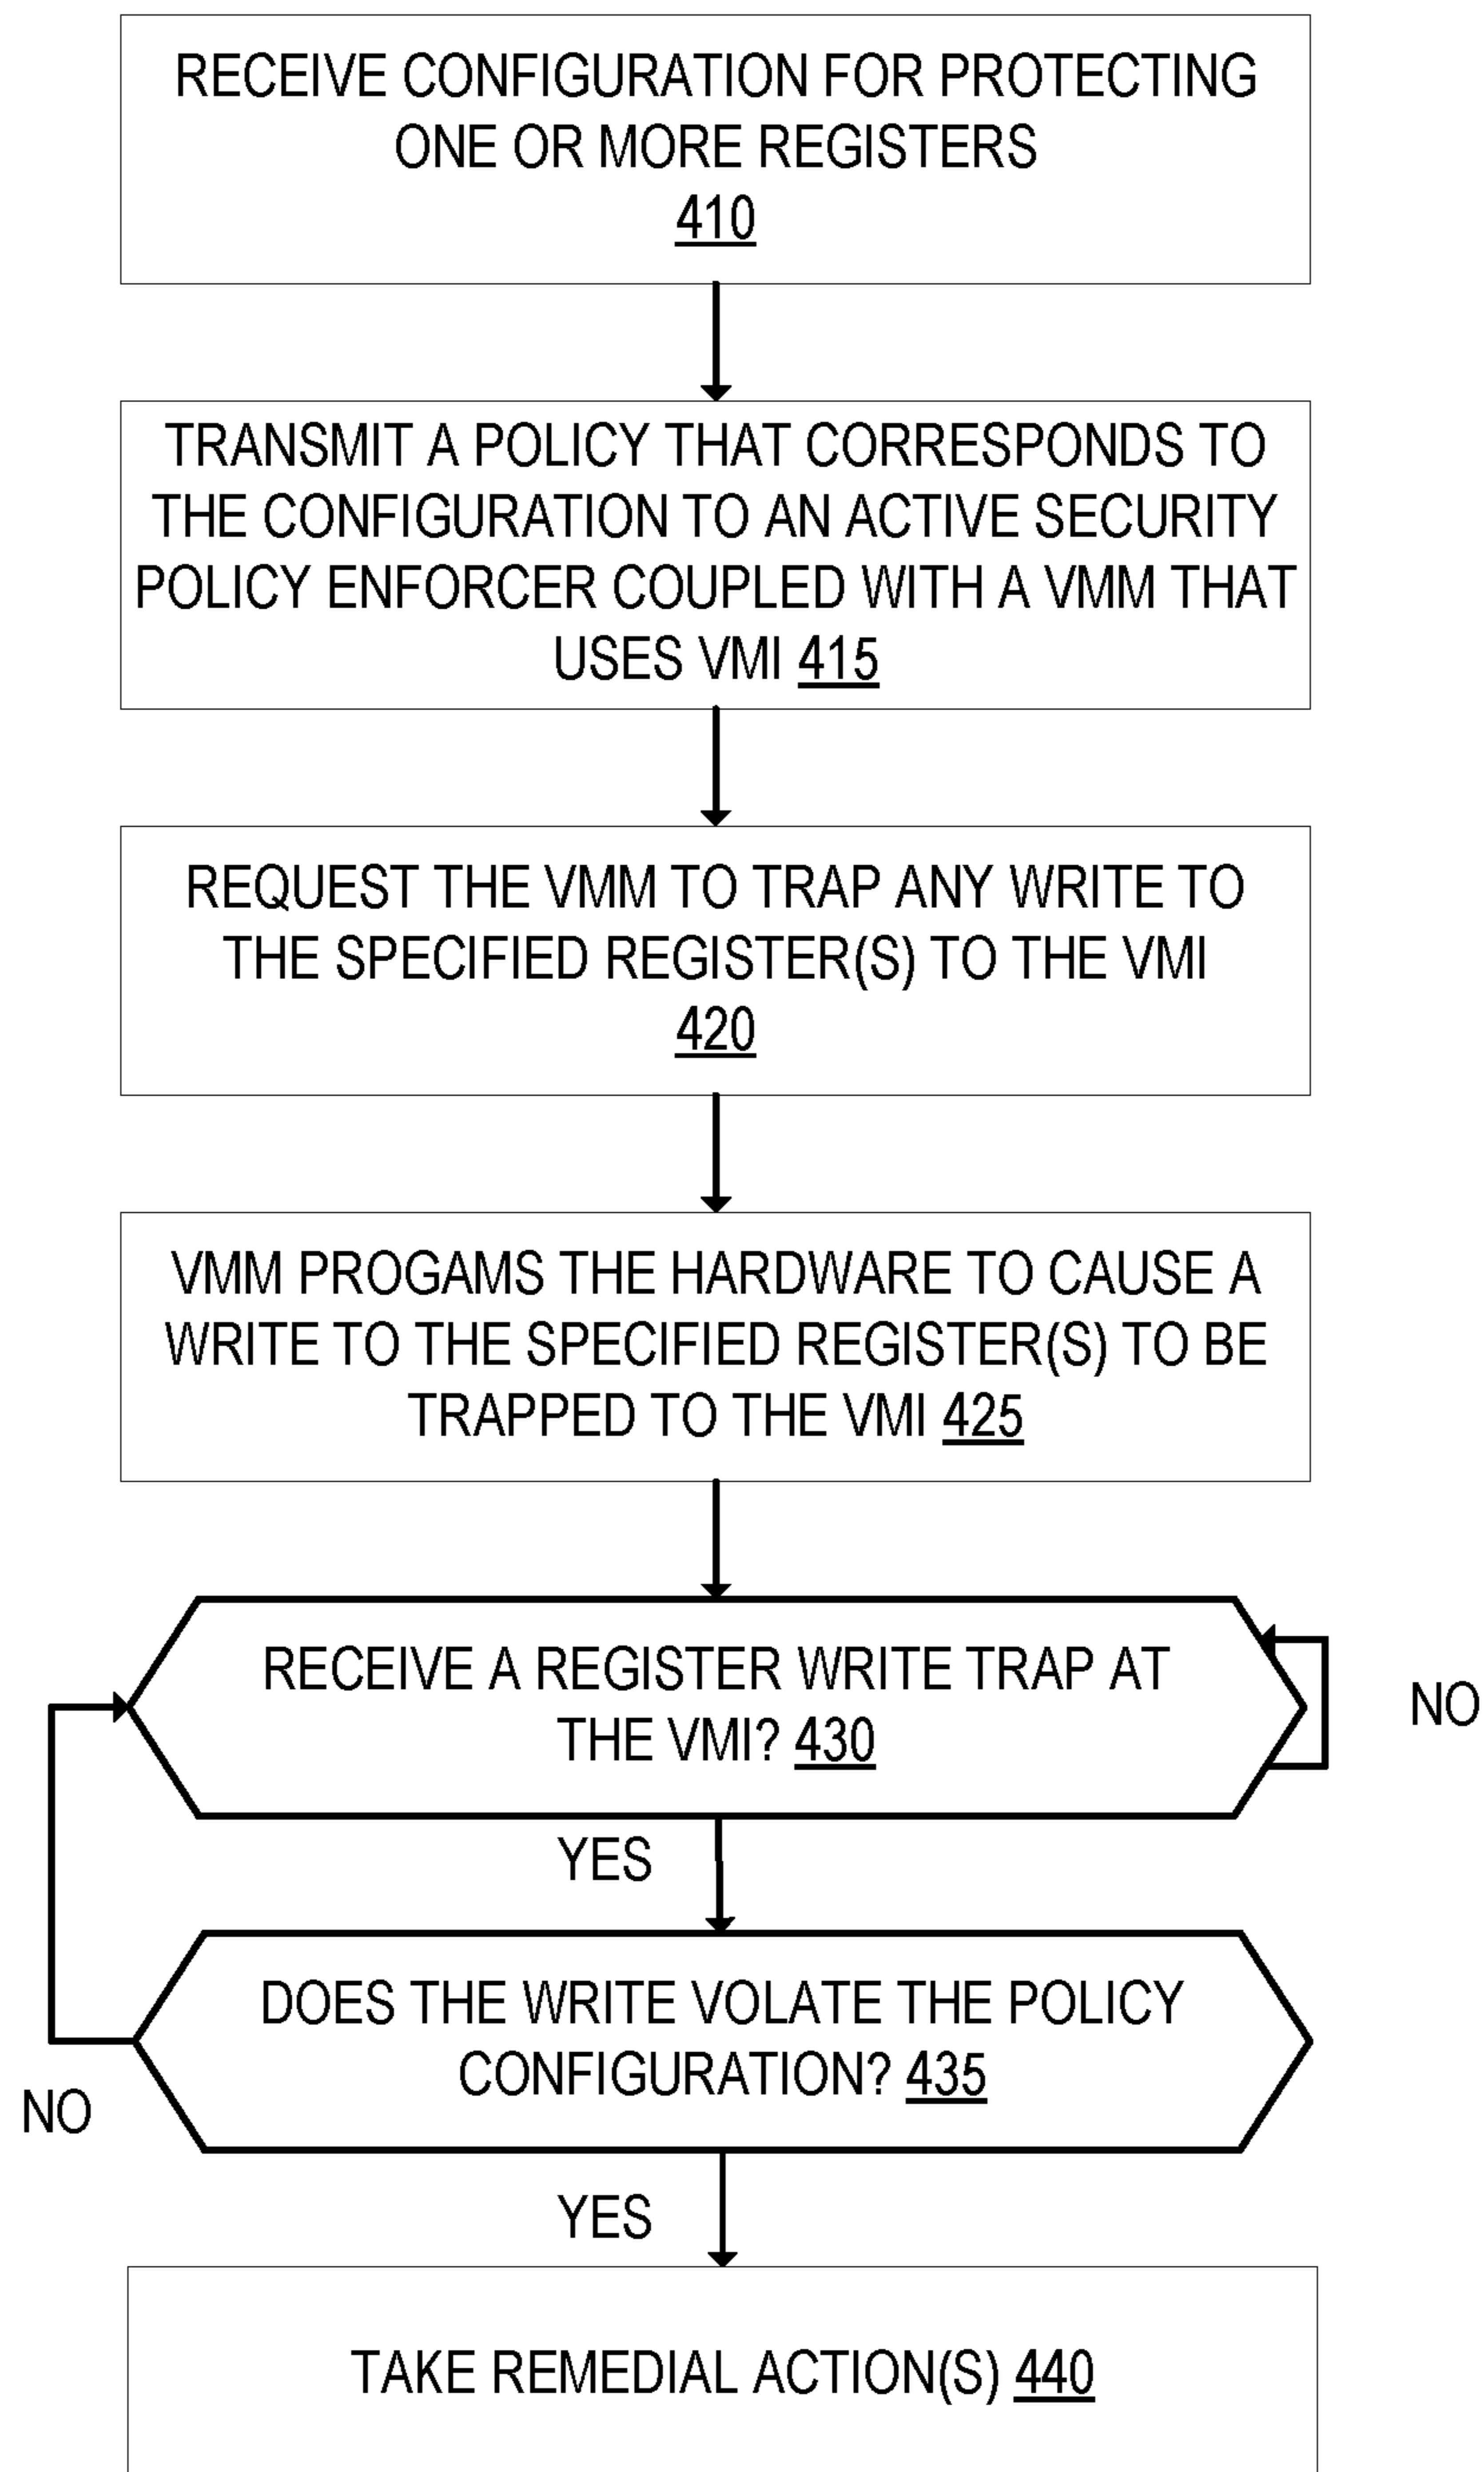 RECEIVE CONFIGURATION FOR PROTECTING
ONE OR MORE REGISTERS
410
TRANSMIT A POLICY THAT CORRESPONDS TO
THE CONFIGURATION TO AN ACTIVE SECURITY
POLICY ENFORCER COUPLED WITH A VMM THAT
USES VMI 415
REQUEST THE VMM TO TRAP ANY WRITE TO
THE SPECIFIED REGISTER(S) TO THE VMI
420
VMM PROGAMS THE HARDWARE TO CAUSE A
WRITE TO THE SPECIFIED REGISTER(S) TO BE
TRAPPED TO THE VMI 425
RECEIVE A REGISTER WRITE TRAP AT
THE VMI? 430
NO
YES
DOES THE WRITE VOLATE THE POLICY
CONFIGURATION? 435
NO
YES
TAKE REMEDIAL ACTION(S) 440